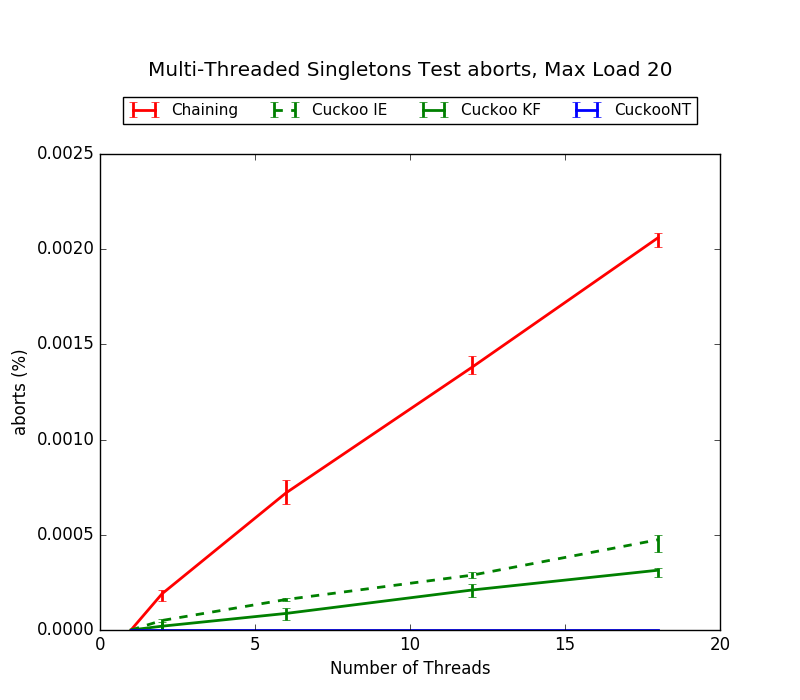 Multi-Threaded Singletons Test aborts, Max Load 20
Chaining Cuckoo IE Cuckoo KF CuckooNT
0.0025
0.0020
0.0015
0.0010
0.0005
0.0000
aborts (%)
0 5 10 15 20
Number of Threads